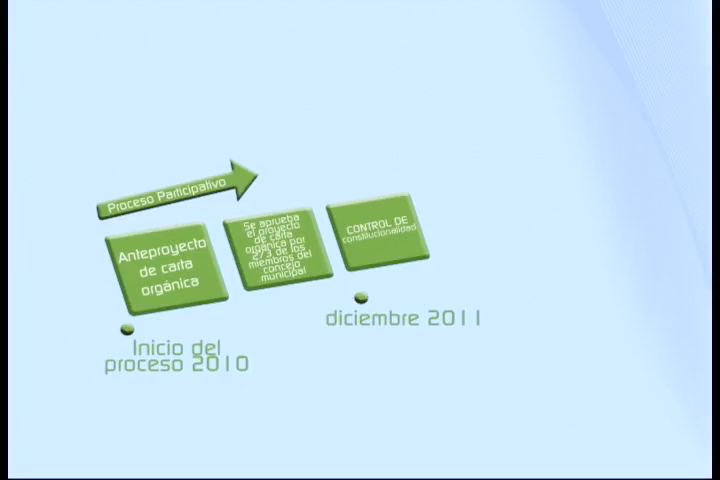 Proceso Participativo
Anteproyecto
de carta
orgánica
Se aprueba
el proyecto
de carta
orgánica por
2/3 de los
miembros del
concejo
municipal
CONTROL DE
constitucionalidad
diciembre 2011
Inicio del
proceso 2010